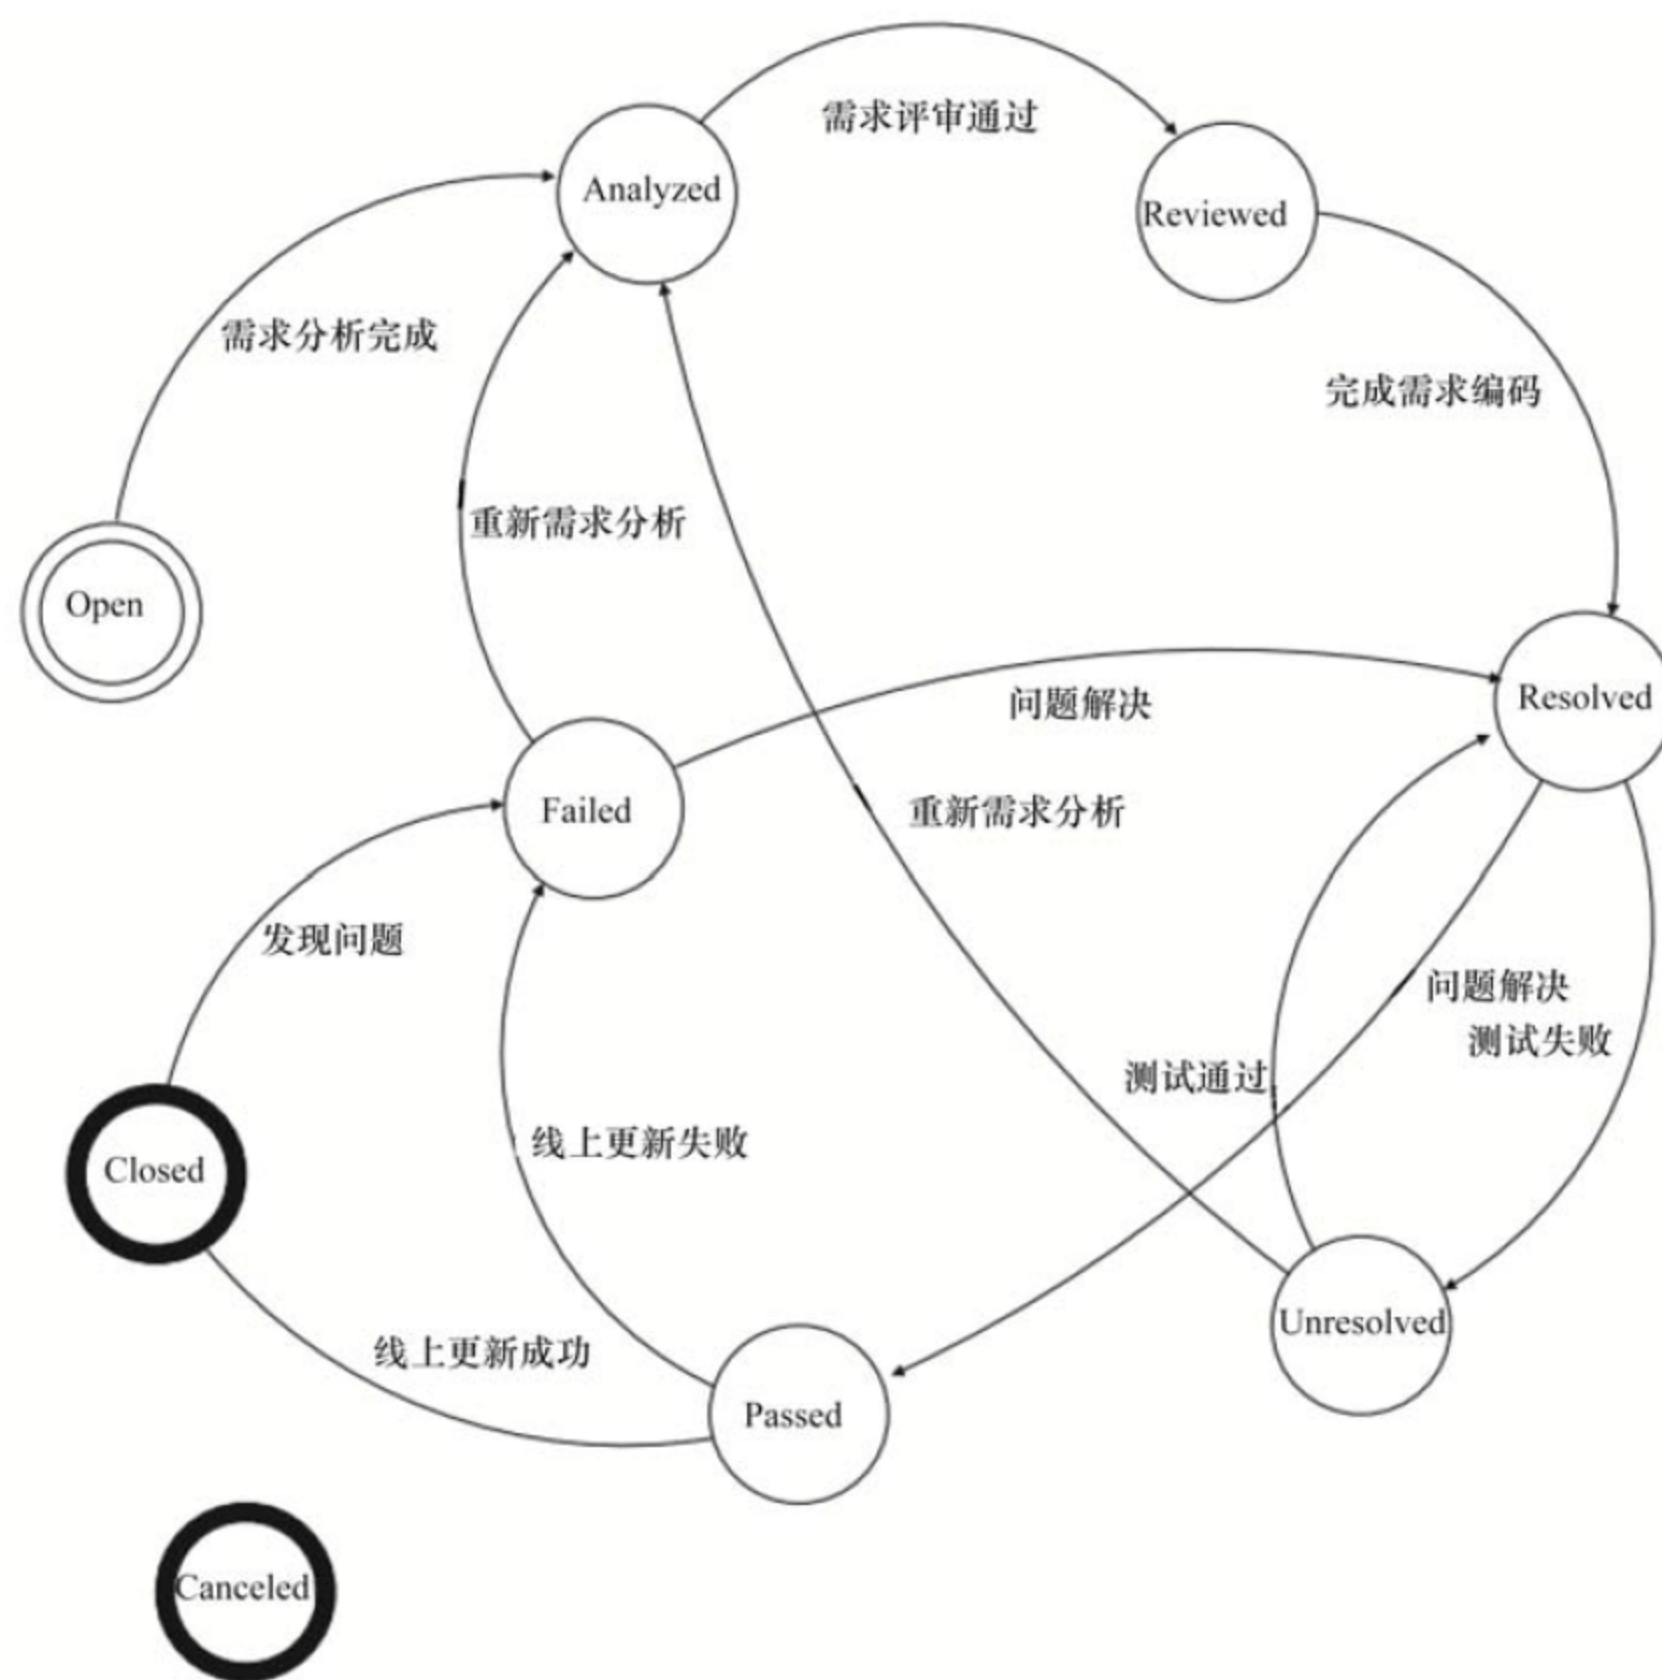 需求评审通过
Analyzed
Reviewed
需求分析完成
完成需求编码
重新需求分析
Open
Resolved
问题解决
Failed
重新需求分析
发现问题
问题解决
测试失败
测试通过
线上更新失败
Closed
Unresolved
线上更新成功
Passed
Canceled